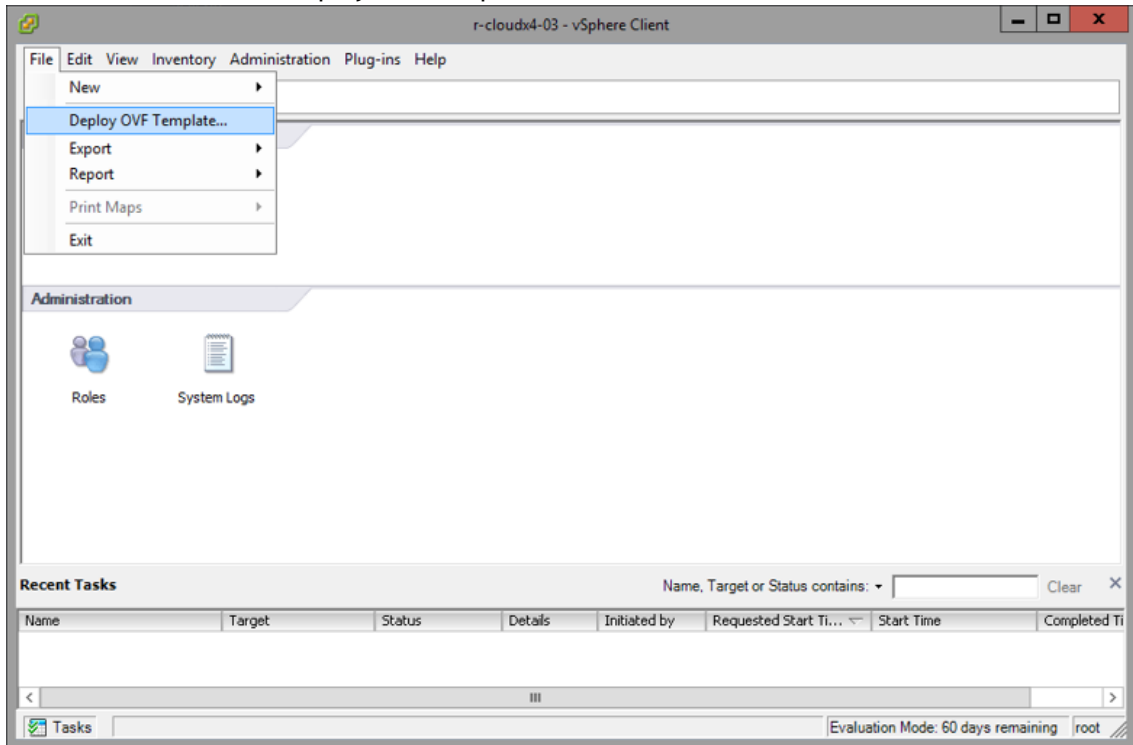 r-cloudx4-03 - vSphere Client
File Edit View Inventory Administration Plug-ins Help
New
Deploy OVF Template...
Export
Report
Print Maps
Exit
Administration
Roles System Logs
Recent Tasks Name, Target or Status contains: Clear
Name Target Status Details Initiated by Requested Start Ti... Start Time Completed Ti
Tasks Evaluation Mode: 60 days remaining root